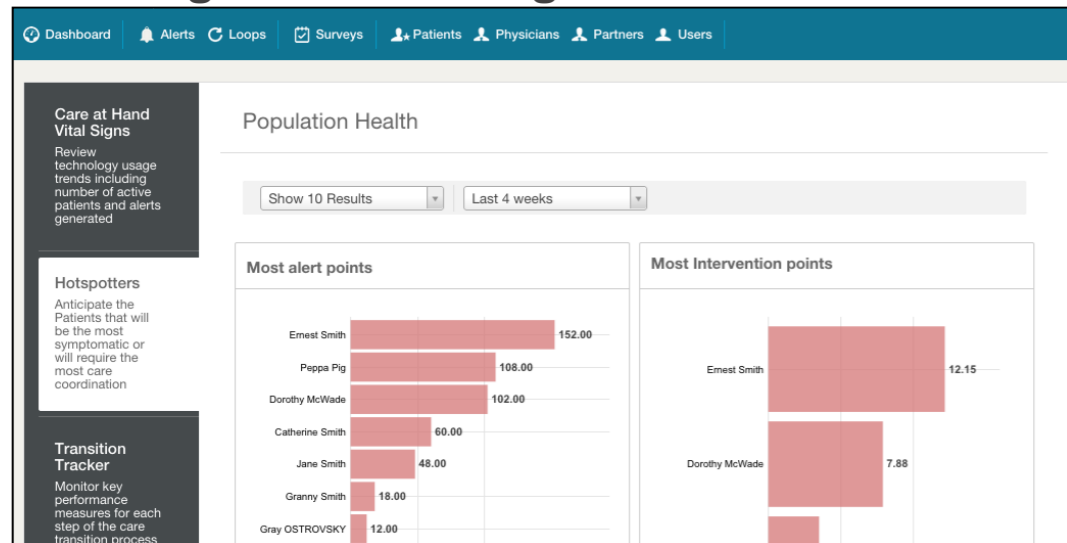 Dashboard
Alerts
Loops
Surveys
Patients
Physicians
Partners
Users
Care at Hand
Vital Signs
Review
technology usage
trends including
number of active
patients and alerts
generated
Hotspotters
Anticipate the
Patients that will
be the most
symptomatic or
will require the
most care
coordination
Transition
Tracker
Monitor key
performance
measures for each
step of the care
transition process
Population Health
Show 10 Results
Last 4 weeks
Most alert points
Ernest Smith 152.00
Peppa Pig 108.00
Dorothy McWade 102.00
Catherine Smith 60.00
Jane Smith 48.00
Granny Smith 18.00
Gray OSTROVSKY 12.00
Most Intervention points
Ernest Smith 12.15
Dorothy McWade 7.88